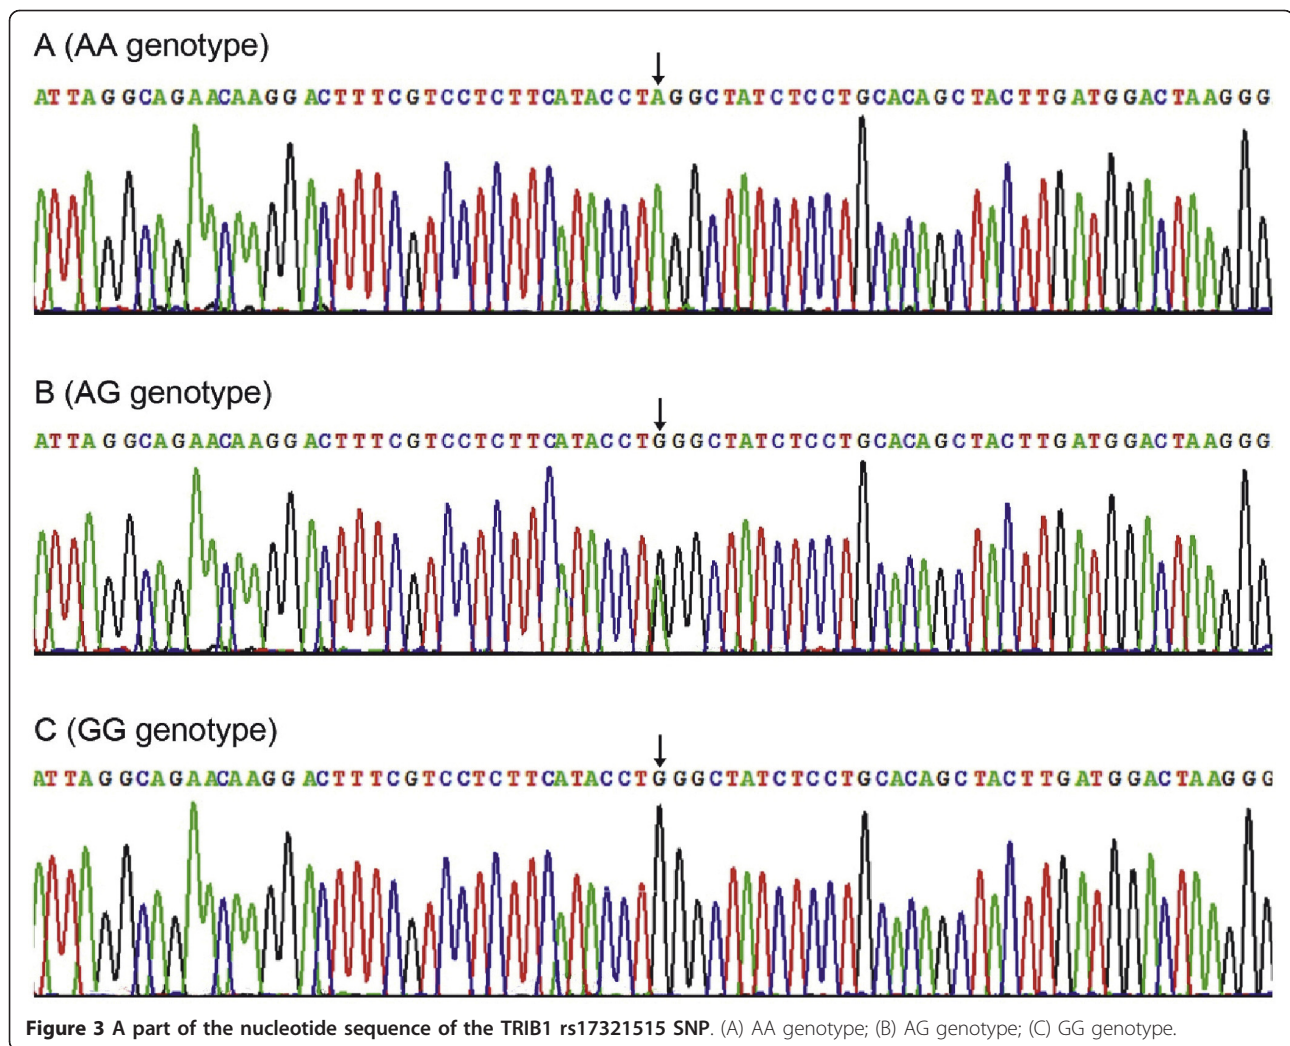 A (AA genotype)
ATTAGGCAGAACAAGGACTTTCGTCCTCTTCATACCTAGGCTATCTCCTGCACAGCTACTTGATGGACTAAGGG
B (AG genotype)
ATTAGGCAGAACAAGGACTTTCGTCCTCTTCATACCTGGGCTATCTCCTGCACAGCTACTTGATGGACTAAGGG
C (GG genotype)
ATTAGGCAGAACAAGGACTTTCGTCCTCTTCATACCTGGGCTATCTCCTGCACAGCTACTTGATGGACTAAGGG
Figure 3 A part of the nucleotide sequence of the TRIB1 rs17321515 SNP. (A) AA genotype; (B) AG genotype; (C) GG genotype.